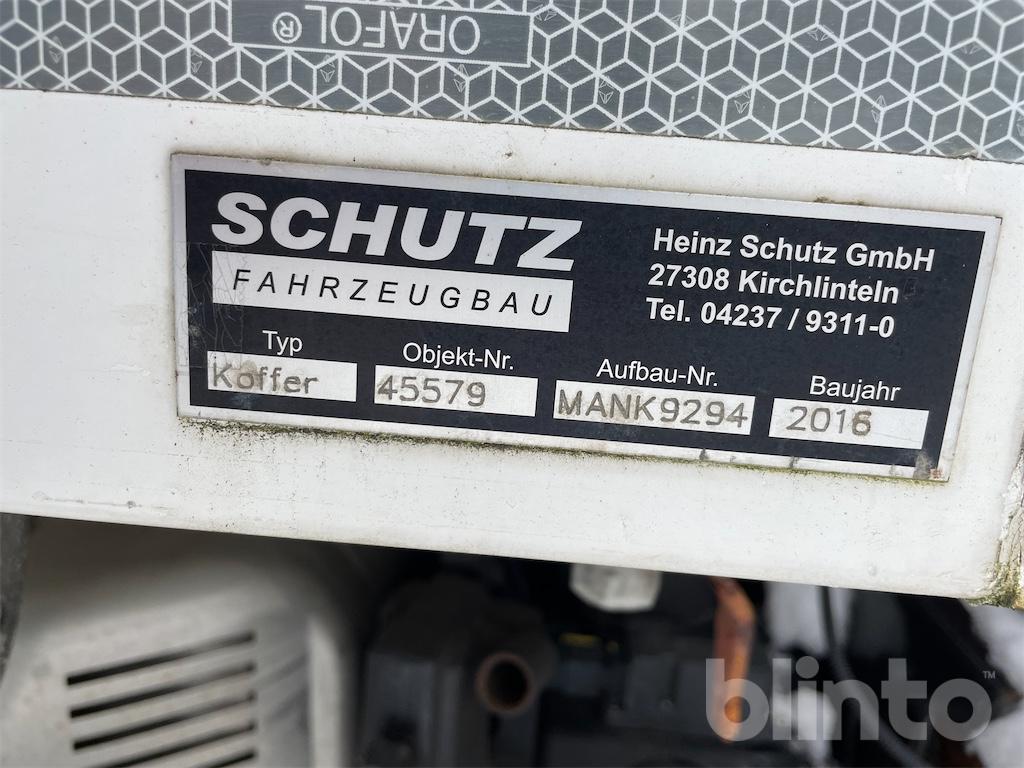 ORAFOL®
SCHUTZ
FAHRZEUGBAU
Heinz Schutz GmbH
27308 Kirchlinteln
Tel. 04237 / 9311-0
Typ
Koffer
Objekt-Nr.
45579
Aufbau-Nr.
MANK9294
Baujahr
2016
blinto™